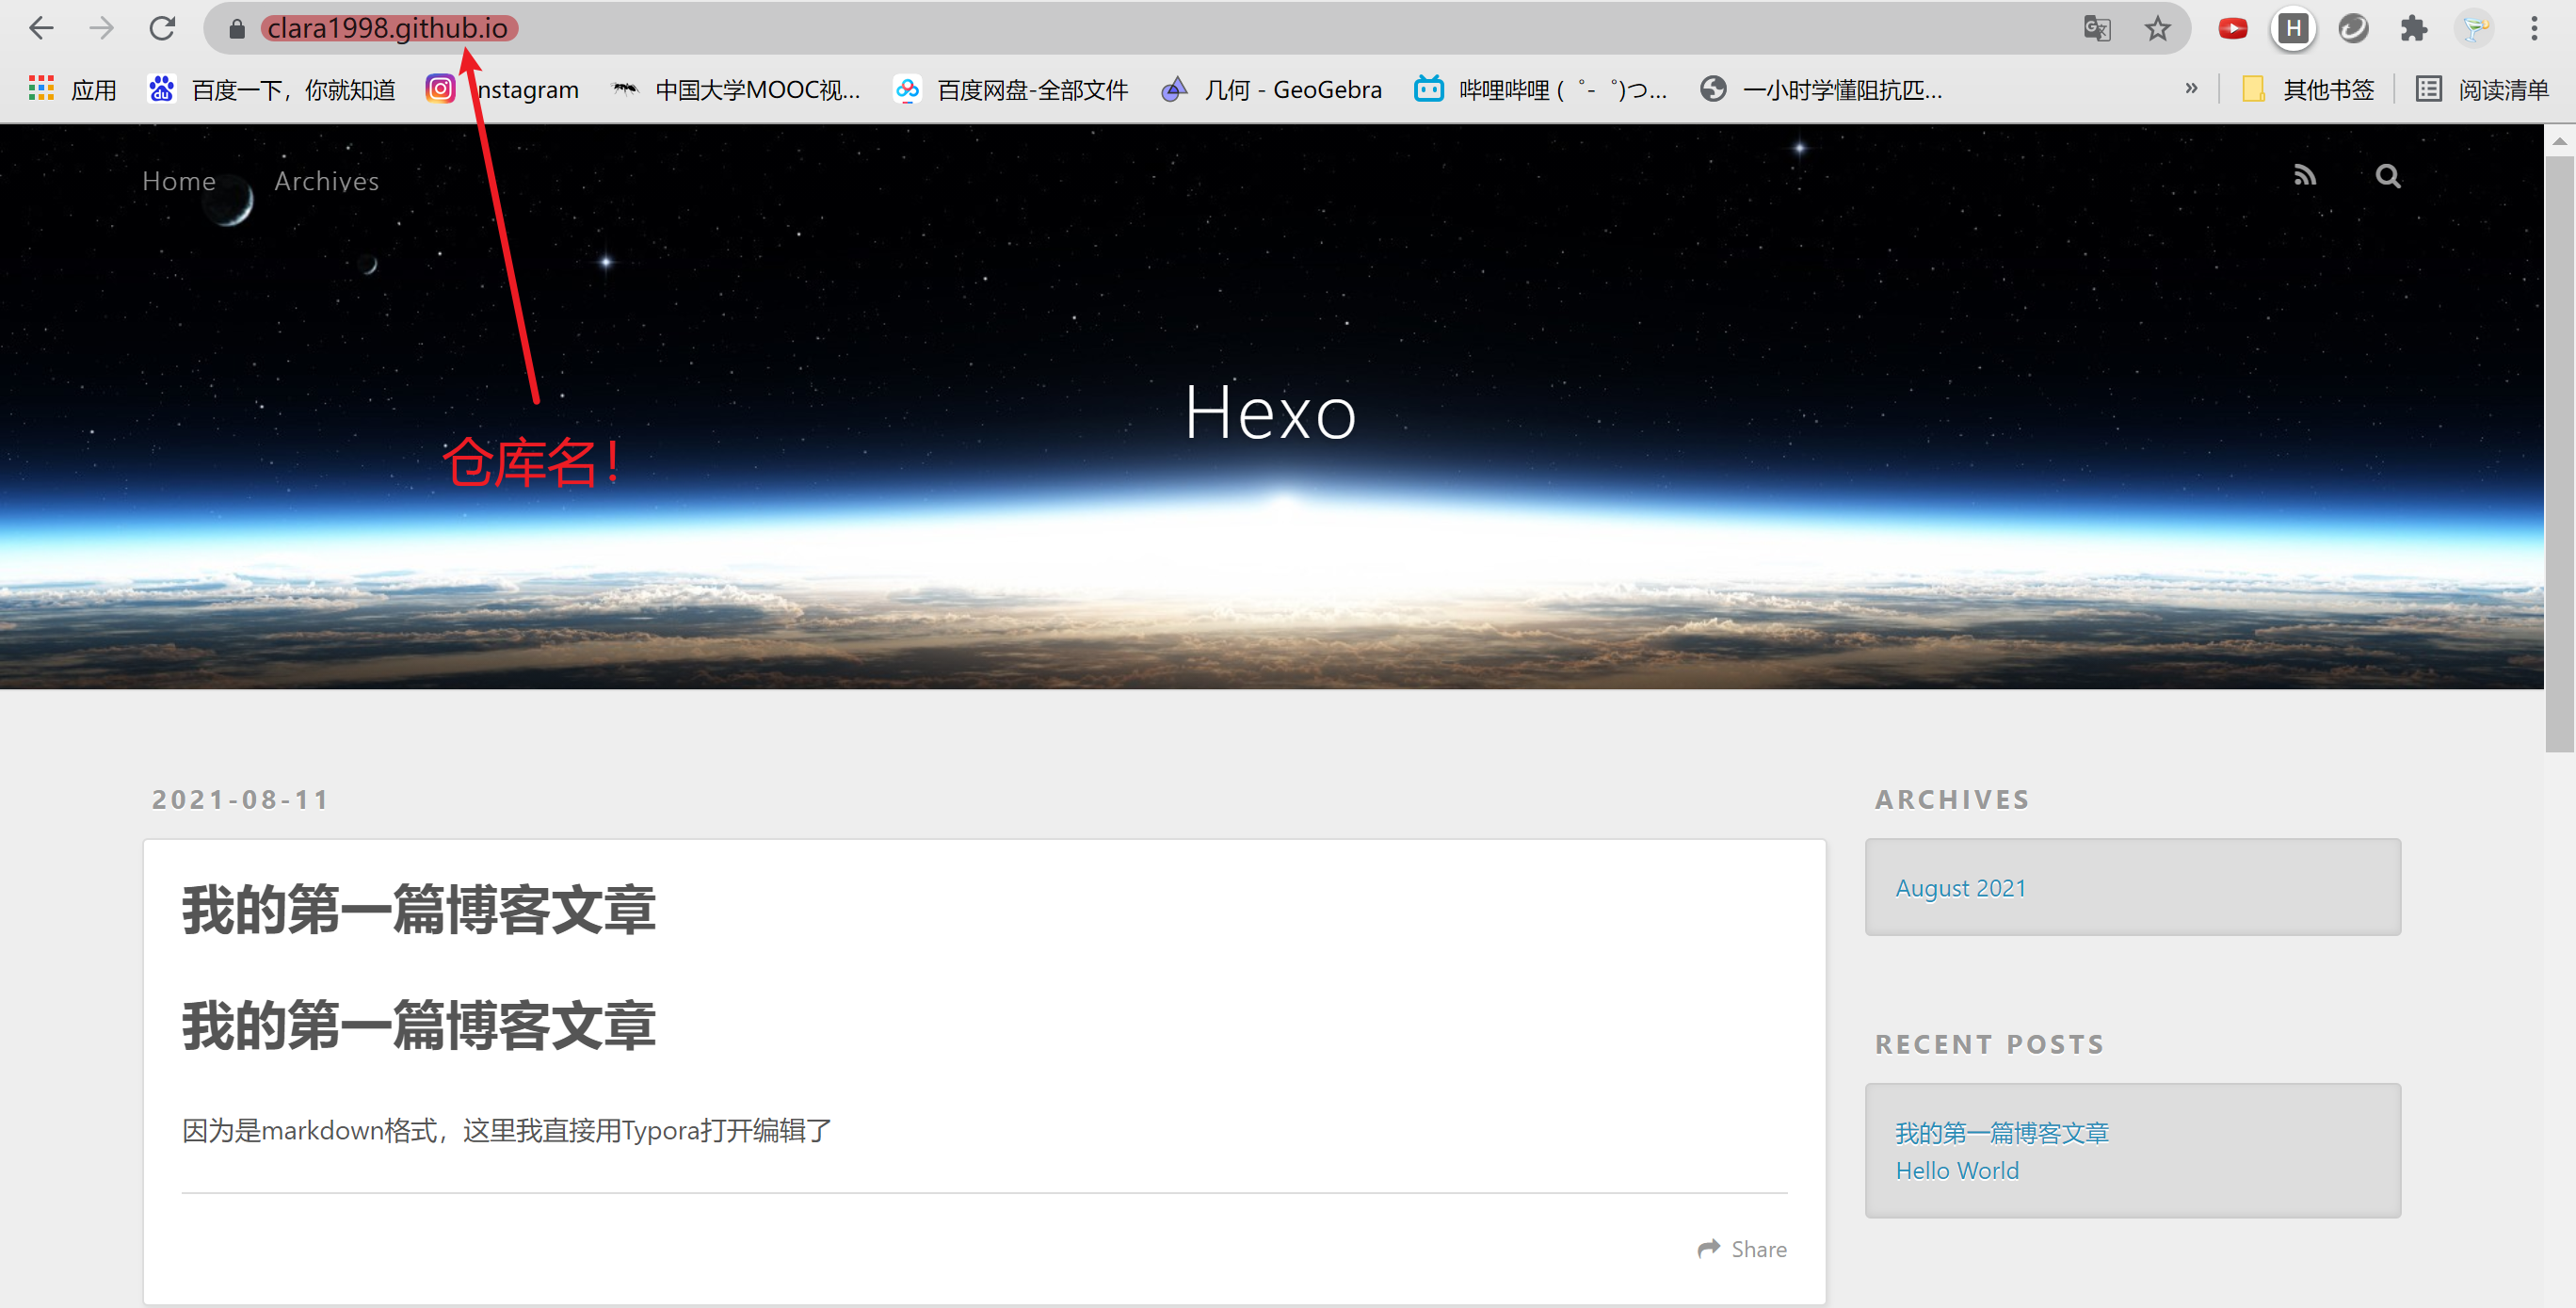 clara1998.github.io
应用 百度一下，你就知道 Instagram 中国大学MOOC视... 百度网盘-全部文件 几何 - GeoGebra 哔哩哔哩 (゜-゜)つ... 一小时学懂阻抗匹... » 其他书签 阅读清单
Home Archives
Hexo
仓库名！
2021-08-11
我的第一篇博客文章
我的第一篇博客文章
因为是markdown格式，这里我直接用Typora打开编辑了
Share
ARCHIVES
August 2021
RECENT POSTS
我的第一篇博客文章
Hello World